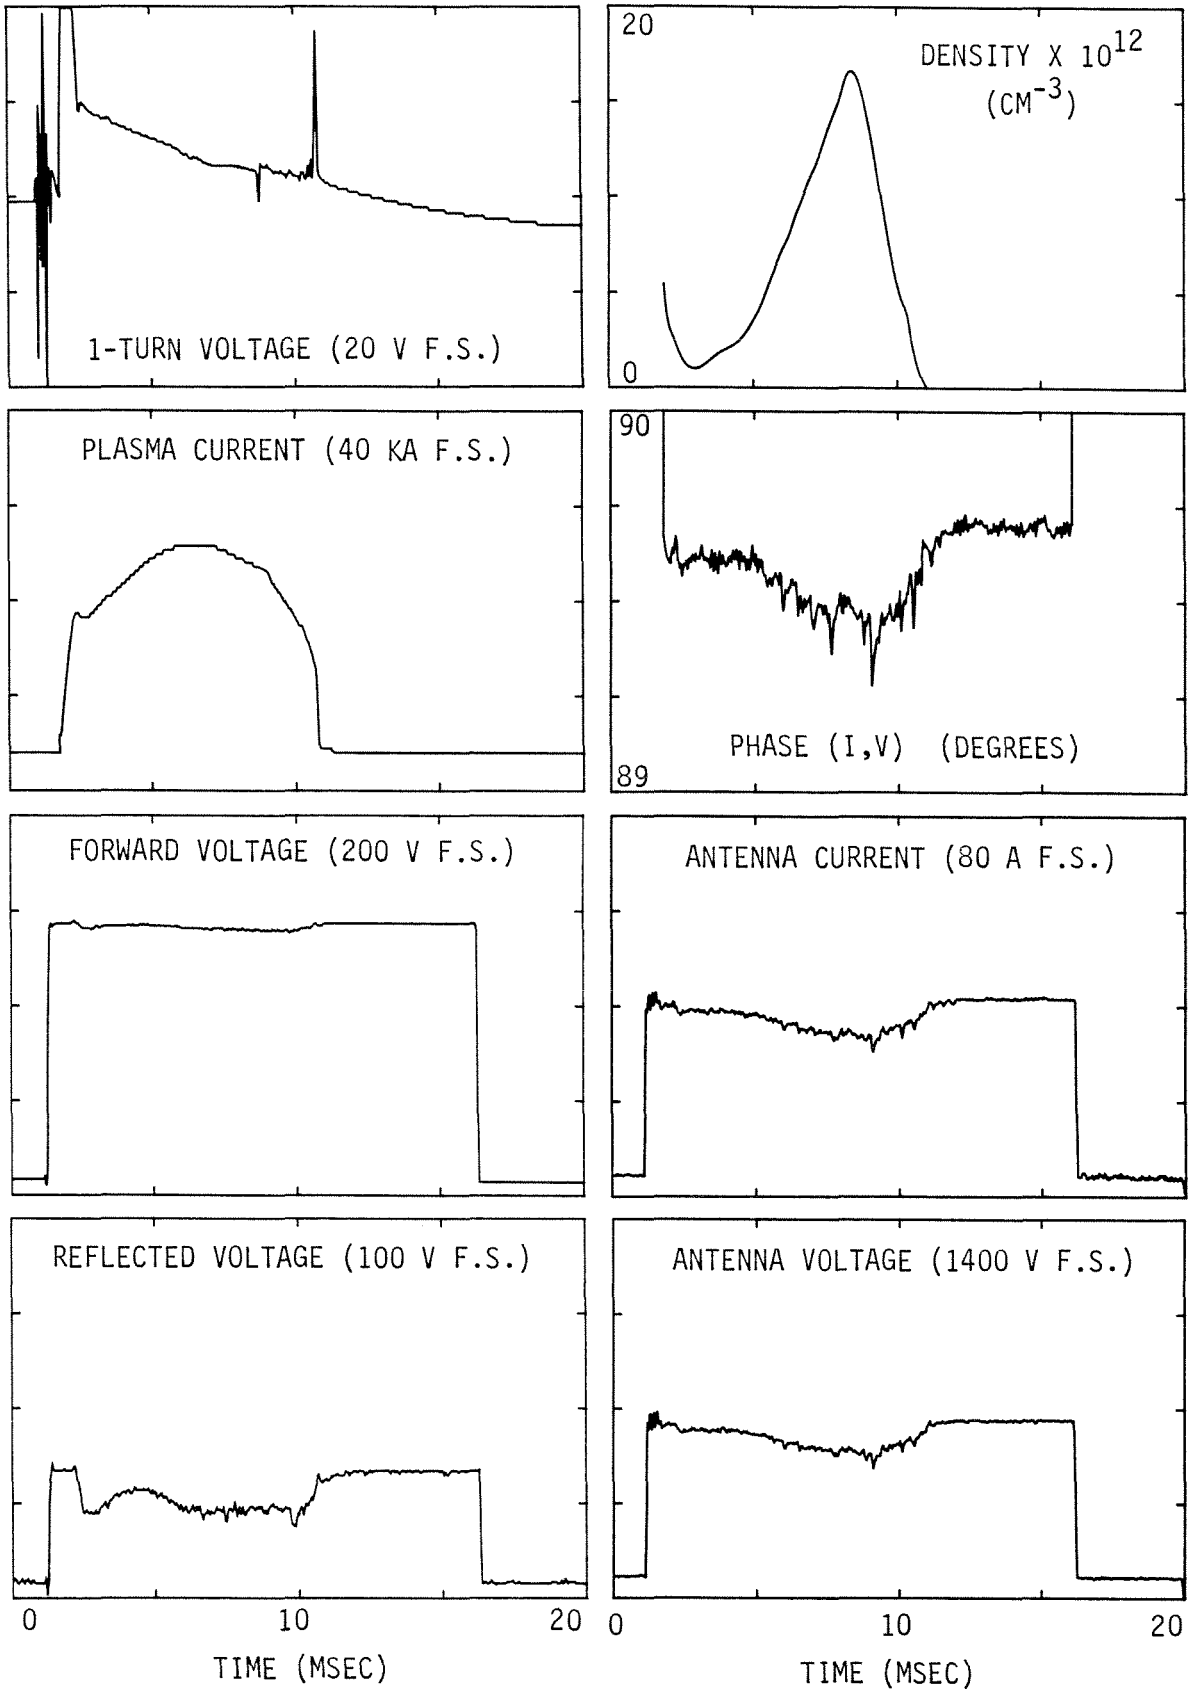 1-TURN VOLTAGE (20 V F.S.)
20
DENSITY X 10¹²
(CM⁻³)
0
PLASMA CURRENT (40 KA F.S.)
90
PHASE (I,V) (DEGREES)
89
FORWARD VOLTAGE (200 V F.S.)
ANTENNA CURRENT (80 A F.S.)
REFLECTED VOLTAGE (100 V F.S.)
0 10 20
TIME (MSEC)
ANTENNA VOLTAGE (1400 V F.S.)
0 10 20
TIME (MSEC)